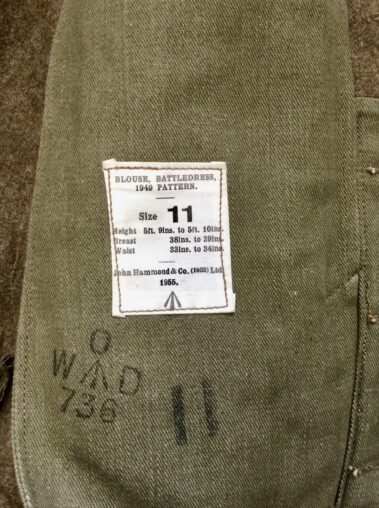 BLOUSE, BATTLEDRESS,
1949 PATTERN.
Size 11
Height 5ft. 9ins. to 5ft. 10ins.
Breast 38ins. to 39ins.
Waist 33ins. to 34ins.
John Hammond & Co. (1922) Ltd.
1955.
O
W D
736
11